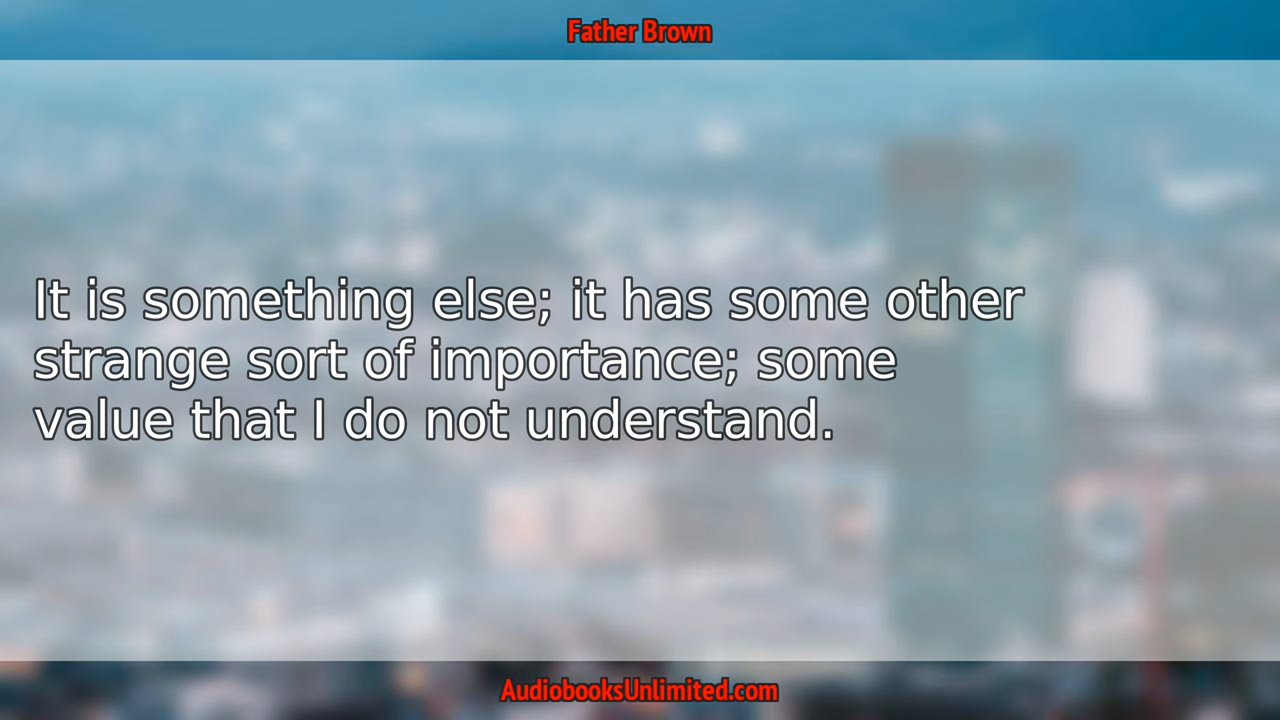 Father Brown
It is something else; it has some other
strange sort of importance; some
value that I do not understand.
AudiobooksUnlimited.com